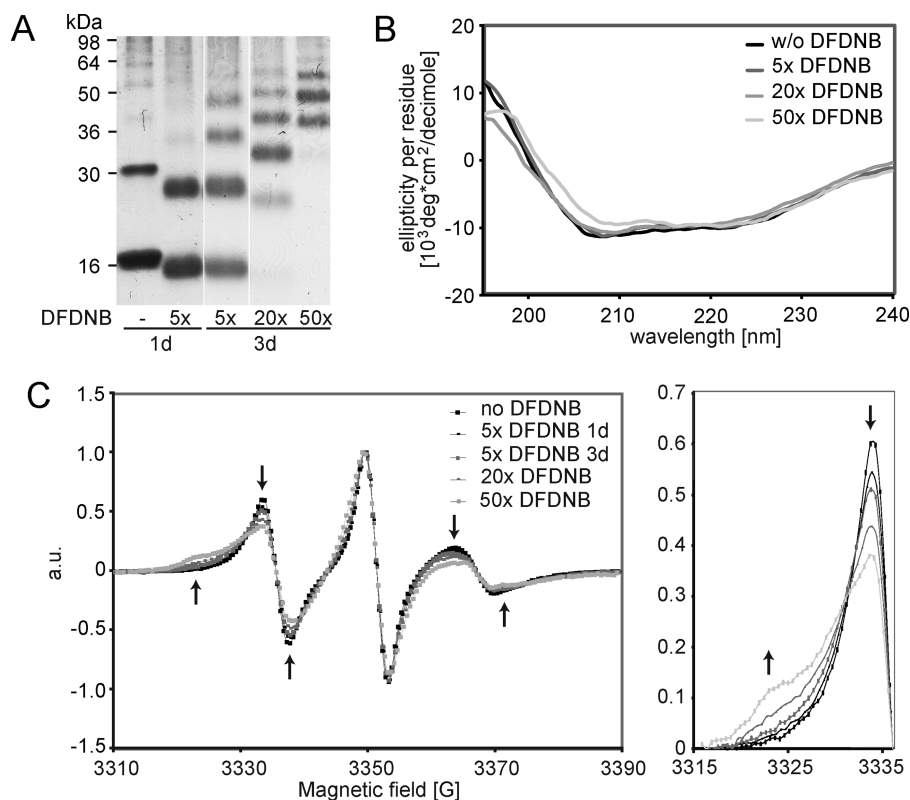 A
kDa
98
64
50
36
30
16
DFDNB - 5x 5x 20x 50x
1d 3d
B
20
10
0
-10
-20
ellipticity per residue
[10³deg*cm²/decimole]
w/o DFDNB
5x DFDNB
20x DFDNB
50x DFDNB
200 210 220 230 240
wavelength [nm]
C
1.5
1.0
0.5
0
-0.5
-1.0
-1.5
a.u.
no DFDNB
5x DFDNB 1d
5x DFDNB 3d
20x DFDNB
50x DFDNB
3310 3330 3350 3370 3390
Magnetic field [G]
0.7
0.6
0.5
0.4
0.3
0.2
0.1
0
3315 3325 3335